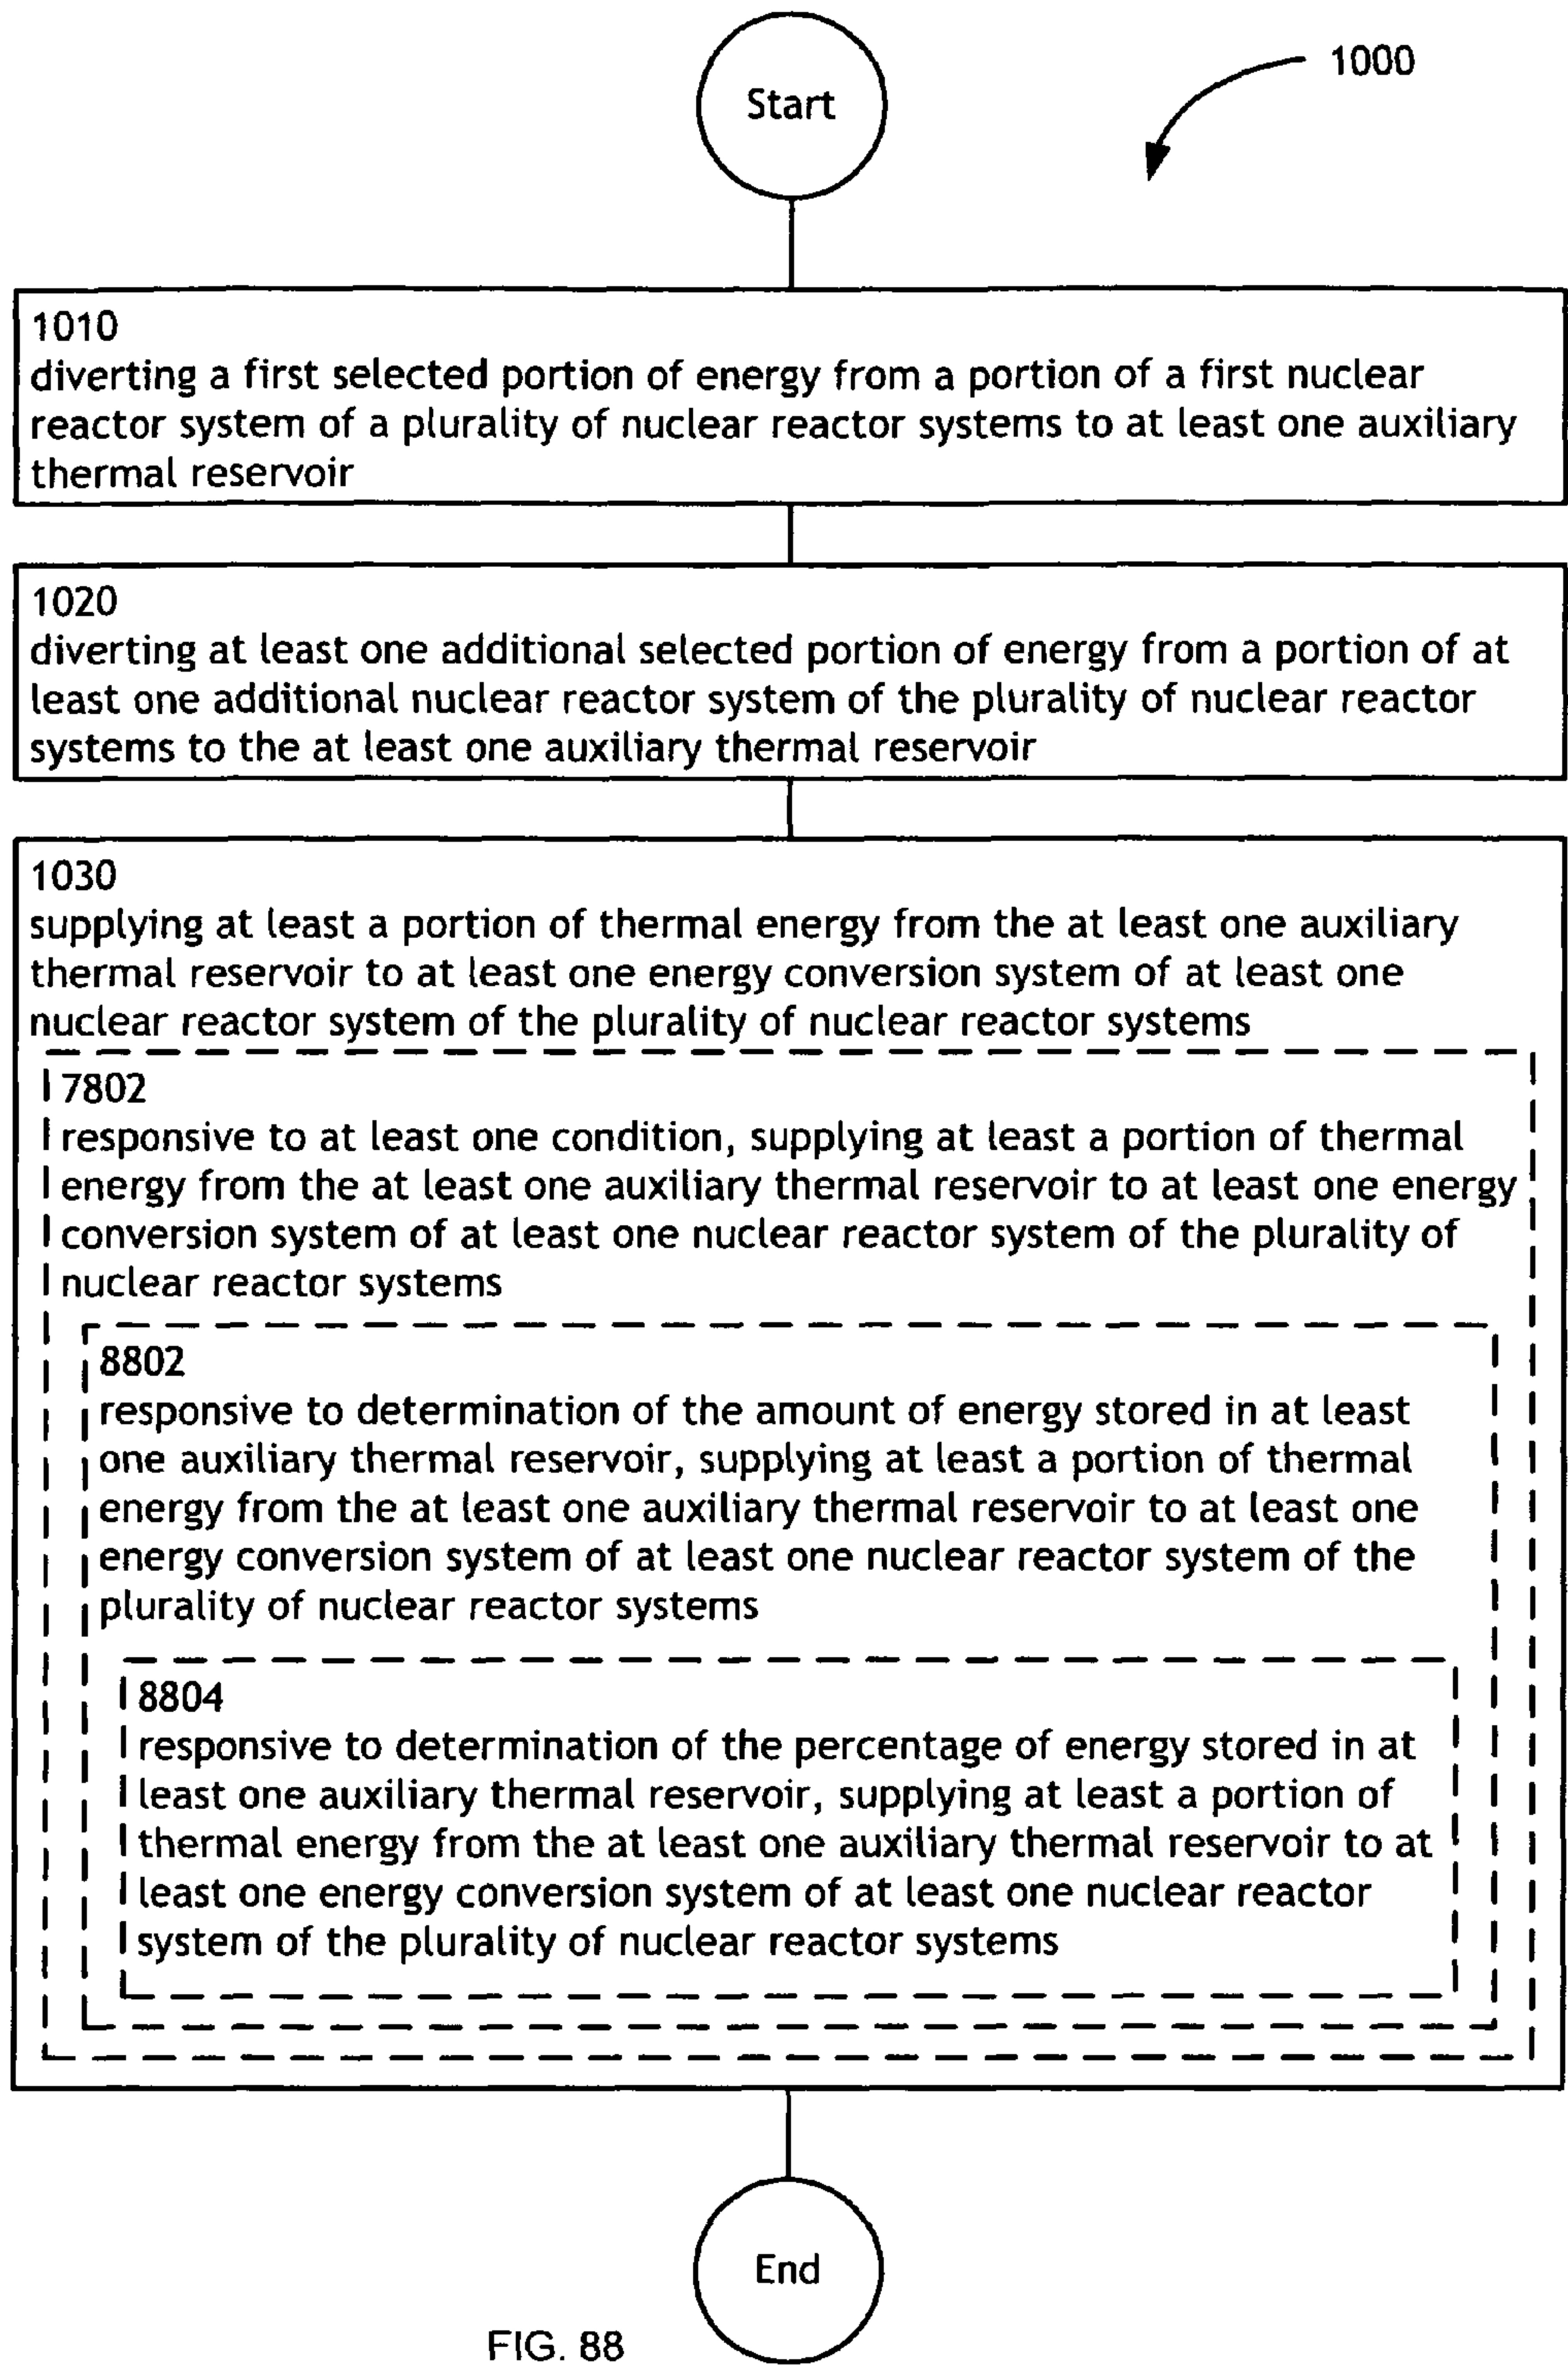 Start
1000
1010
diverting a first selected portion of energy from a portion of a first nuclear
reactor system of a plurality of nuclear reactor systems to at least one auxiliary
thermal reservoir
1020
diverting at least one additional selected portion of energy from a portion of at
least one additional nuclear reactor system of the plurality of nuclear reactor
systems to the at least one auxiliary thermal reservoir
1030
supplying at least a portion of thermal energy from the at least one auxiliary
thermal reservoir to at least one energy conversion system of at least one
nuclear reactor system of the plurality of nuclear reactor systems
7802
responsive to at least one condition, supplying at least a portion of thermal
energy from the at least one auxiliary thermal reservoir to at least one energy
conversion system of at least one nuclear reactor system of the plurality of
nuclear reactor systems
8802
responsive to determination of the amount of energy stored in at least
one auxiliary thermal reservoir, supplying at least a portion of thermal
energy from the at least one auxiliary thermal reservoir to at least one
energy conversion system of at least one nuclear reactor system of the
plurality of nuclear reactor systems
8804
responsive to determination of the percentage of energy stored in at
least one auxiliary thermal reservoir, supplying at least a portion of
thermal energy from the at least one auxiliary thermal reservoir to at
least one energy conversion system of at least one nuclear reactor
system of the plurality of nuclear reactor systems
End
FIG. 88